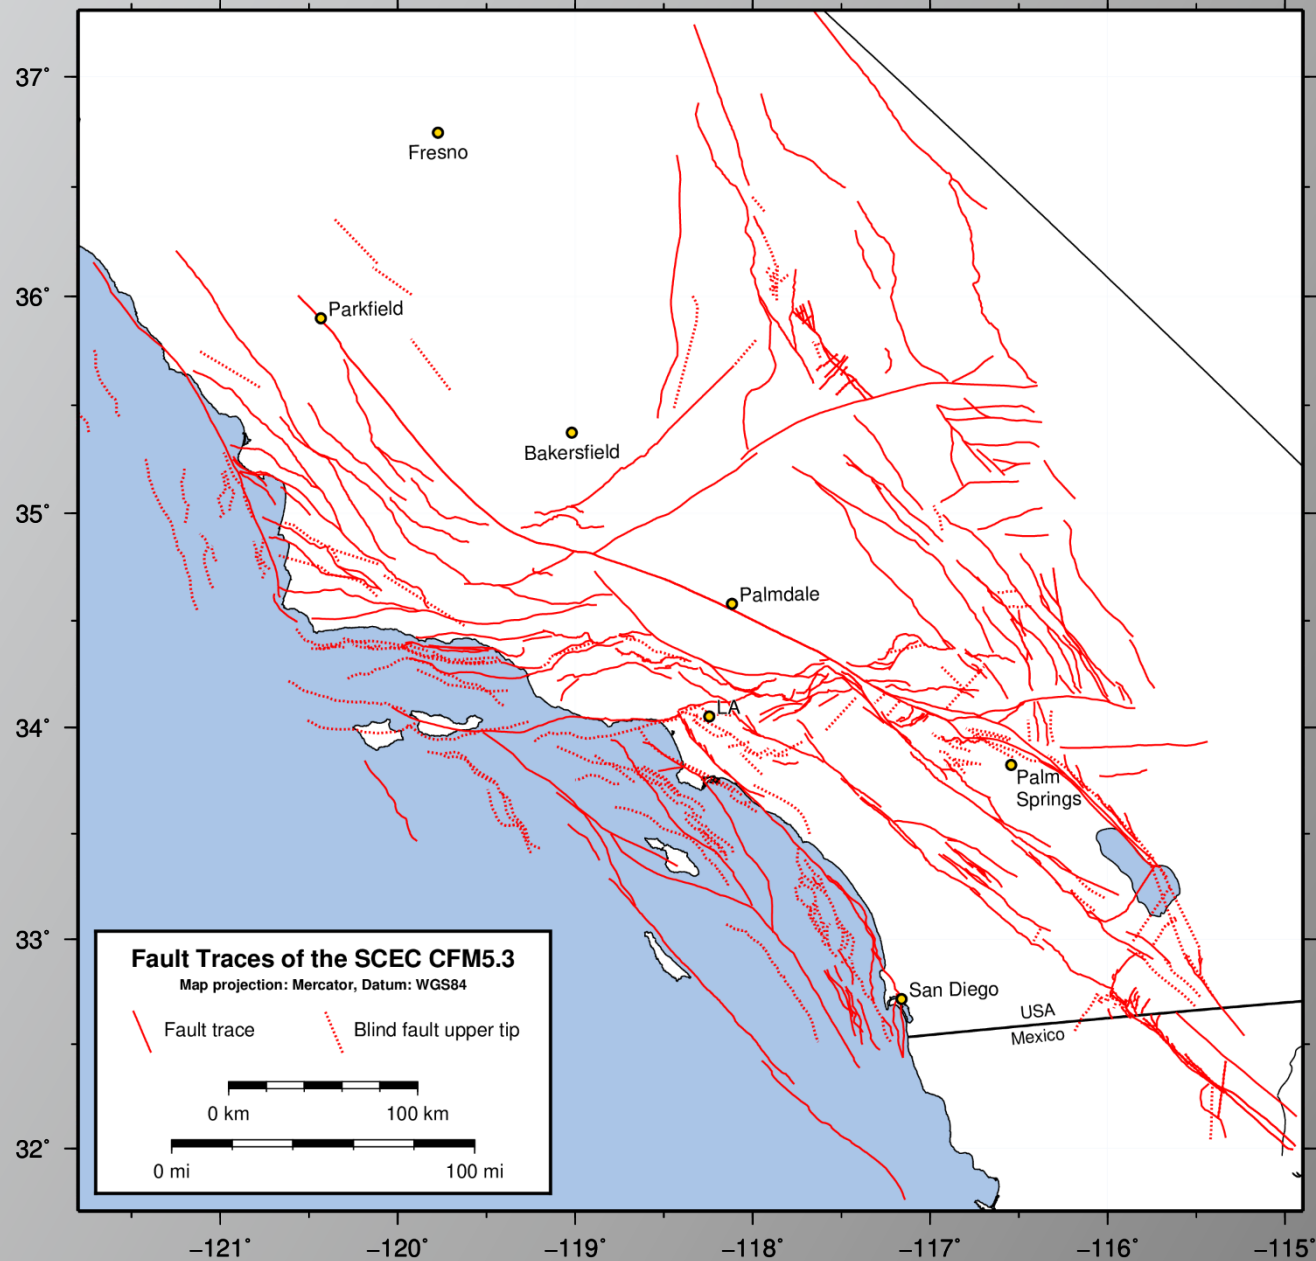 37°
36°
35°
34°
33°
32°
Fresno
Parkfield
Bakersfield
Palmdale
LA
Palm
Springs
San Diego
USA
Mexico
Fault Traces of the SCEC CFM5.3
Map projection: Mercator, Datum: WGS84
Fault trace
Blind fault upper tip
0 km 100 km
0 mi 100 mi
−121° −120° −119° −118° −117° −116° −115°